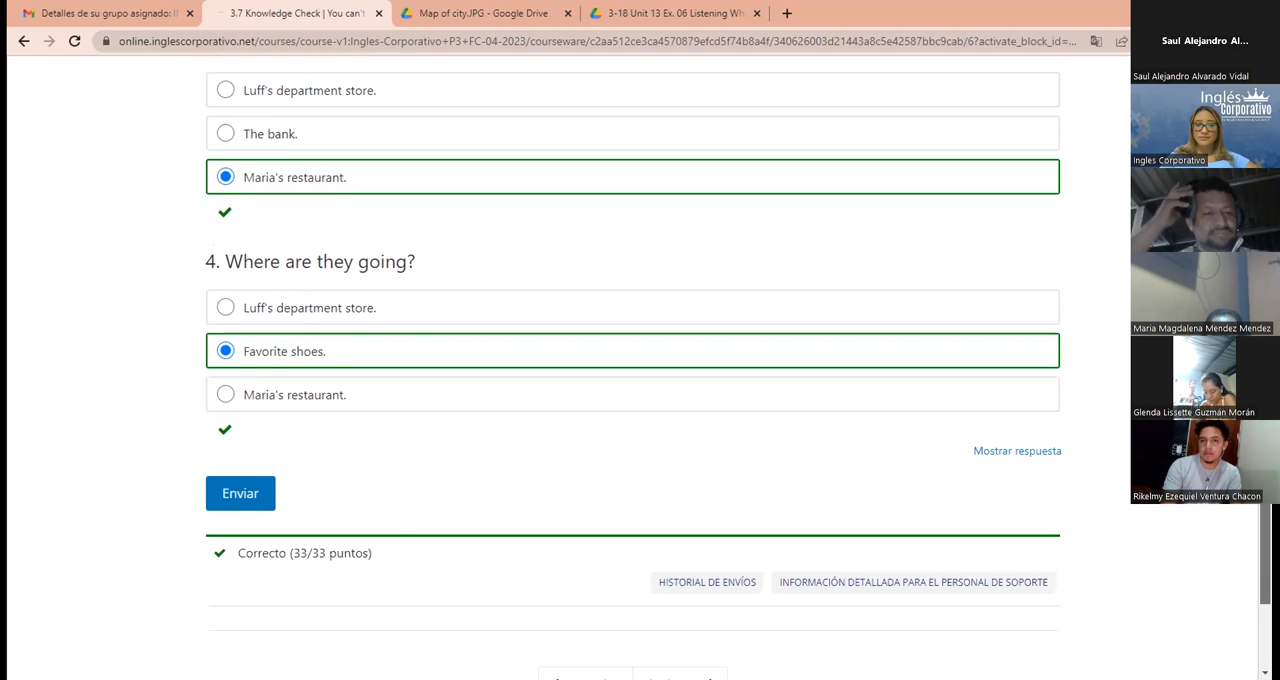 Detalles de su grupo asignado: I
3.7 Knowledge Check | You can't
Map of city.JPG - Google Drive
3-18 Unit 13 Ex. 06 Listening Wh
online.inglescorporativo.net/courses/course-v1:Ingles-Corporativo+P3+FC-04-2023/courseware/c2aa512ce3ca4570879efcd5f74b8a4f/340626003d21443a8c5e42587bbc9cab/6?activate_block_id=...
Luff's department store.
The bank.
Maria's restaurant.
4. Where are they going?
Luff's department store.
Favorite shoes.
Maria's restaurant.
Mostrar respuesta
Enviar
Correcto (33/33 puntos)
HISTORIAL DE ENVÍOS
INFORMACIÓN DETALLADA PARA EL PERSONAL DE SOPORTE
Saul Alejandro Al...
Saul Alejandro Alvarado Vidal
Inglés
Corporativo
Ingles Corporativo
Maria Magdalena Mendez Mendez
Glenda Lissette Guzmán Morán
Rikelmy Ezequiel Ventura Chacon